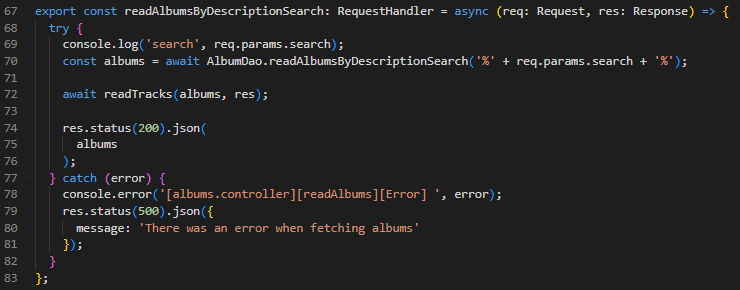 67 export const readAlbumsByDescriptionSearch: RequestHandler = async (req: Request, res: Response) => {
68   try {
69     console.log('search', req.params.search);
70     const albums = await AlbumDao.readAlbumsByDescriptionSearch('%' + req.params.search + '%');
71
72     await readTracks(albums, res);
73
74     res.status(200).json(
75       albums
76     );
77   } catch (error) {
78     console.error('[albums.controller][readAlbums][Error] ', error);
79     res.status(500).json({
80       message: 'There was an error when fetching albums'
81     });
82   }
83 };